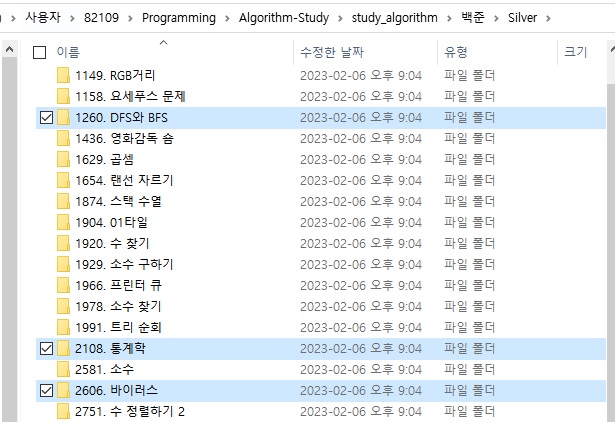 사용자 > 82109 > Programming > Algorithm-Study > study_algorithm > 백준 > Silver >
이름 수정한 날짜 유형 크기
1149. RGB거리 2023-02-06 오후 9:04 파일 폴더
1158. 요세푸스 문제 2023-02-06 오후 9:04 파일 폴더
1260. DFS와 BFS 2023-02-06 오후 9:04 파일 폴더
1436. 영화감독 숌 2023-02-06 오후 9:04 파일 폴더
1629. 곱셈 2023-02-06 오후 9:04 파일 폴더
1654. 랜선 자르기 2023-02-06 오후 9:04 파일 폴더
1874. 스택 수열 2023-02-06 오후 9:04 파일 폴더
1904. 01타일 2023-02-06 오후 9:04 파일 폴더
1920. 수 찾기 2023-02-06 오후 9:04 파일 폴더
1929. 소수 구하기 2023-02-06 오후 9:04 파일 폴더
1966. 프린터 큐 2023-02-06 오후 9:04 파일 폴더
1978. 소수 찾기 2023-02-06 오후 9:04 파일 폴더
1991. 트리 순회 2023-02-06 오후 9:04 파일 폴더
2108. 통계학 2023-02-06 오후 9:04 파일 폴더
2581. 소수 2023-02-06 오후 9:04 파일 폴더
2606. 바이러스 2023-02-06 오후 9:04 파일 폴더
2751. 수 정렬하기 2 2023-02-06 오후 9:04 파일 폴더